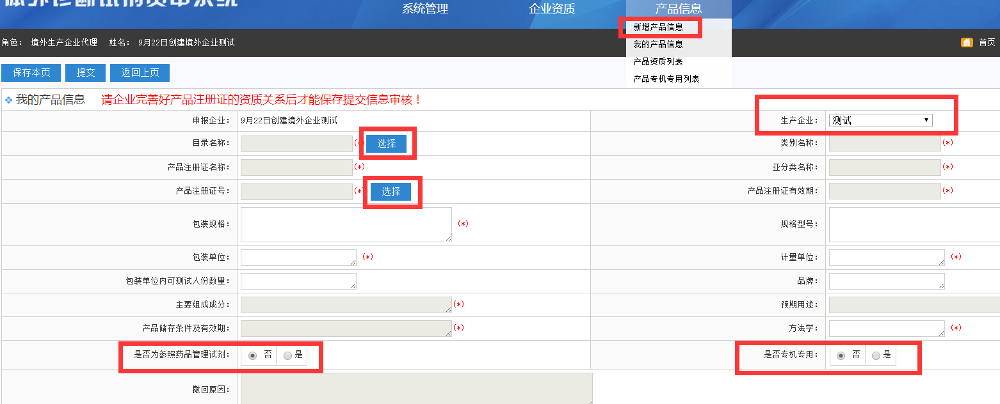 体外诊断试剂资审系统
系统管理 企业资质 产品信息
新增产品信息
我的产品信息
产品资质列表
产品专机专用列表
角色： 境外生产企业代理 姓名： 9月22日创建境外企业测试 首页
保存本页 提交 返回上页
我的产品信息 请企业完善好产品注册证的资质关系后才能保存提交信息审核！
申报企业： 9月22日创建境外企业测试 生产企业： 测试
目录名称： (*) 选择 类别名称： (*)
产品注册证名称： (*) 亚分类名称： (*)
产品注册证号： (*) 选择 产品注册证有效期： (*)
包装规格： (*) 规格型号：
包装单位： (*) 计量单位： (*)
包装单位内可测试人份数量： 品牌：
主要组成成分： (*) 预期用途：
产品储存条件及有效期： (*) 方法学： (*)
是否为参照药品管理试剂： 否 是 是否专机专用： 否 是
撤回原因：